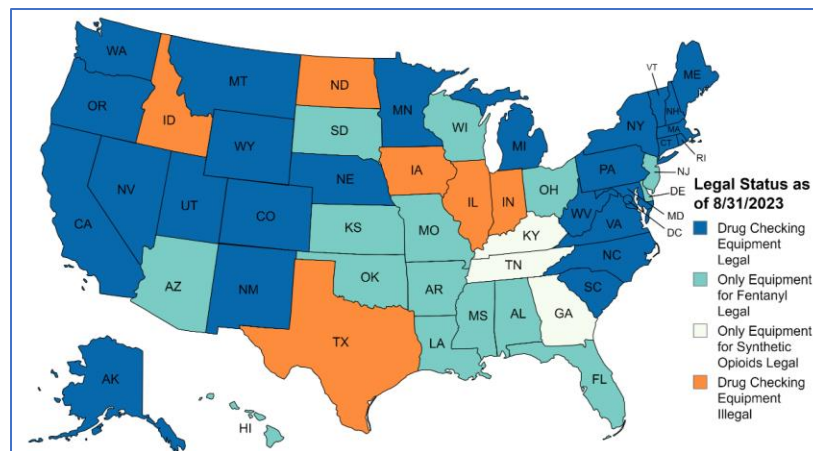 WA
MT
ND
MN
VT
ME
OR
ID
SD
WI
NH
WY
MI
NY
MA
CT
RI
IA
NE
PA
NJ
NV
IL
IN
OH
DE
UT
CO
WV
MD
CA
KS
MO
VA
DC
KY
NC
TN
AZ
OK
NM
AR
SC
MS
AL
GA
TX
LA
AK
FL
HI
Legal Status as
of 8/31/2023
Drug Checking
Equipment
Legal
Only Equipment
for Fentanyl
Legal
Only Equipment
for Synthetic
Opioids Legal
Drug Checking
Equipment
Illegal